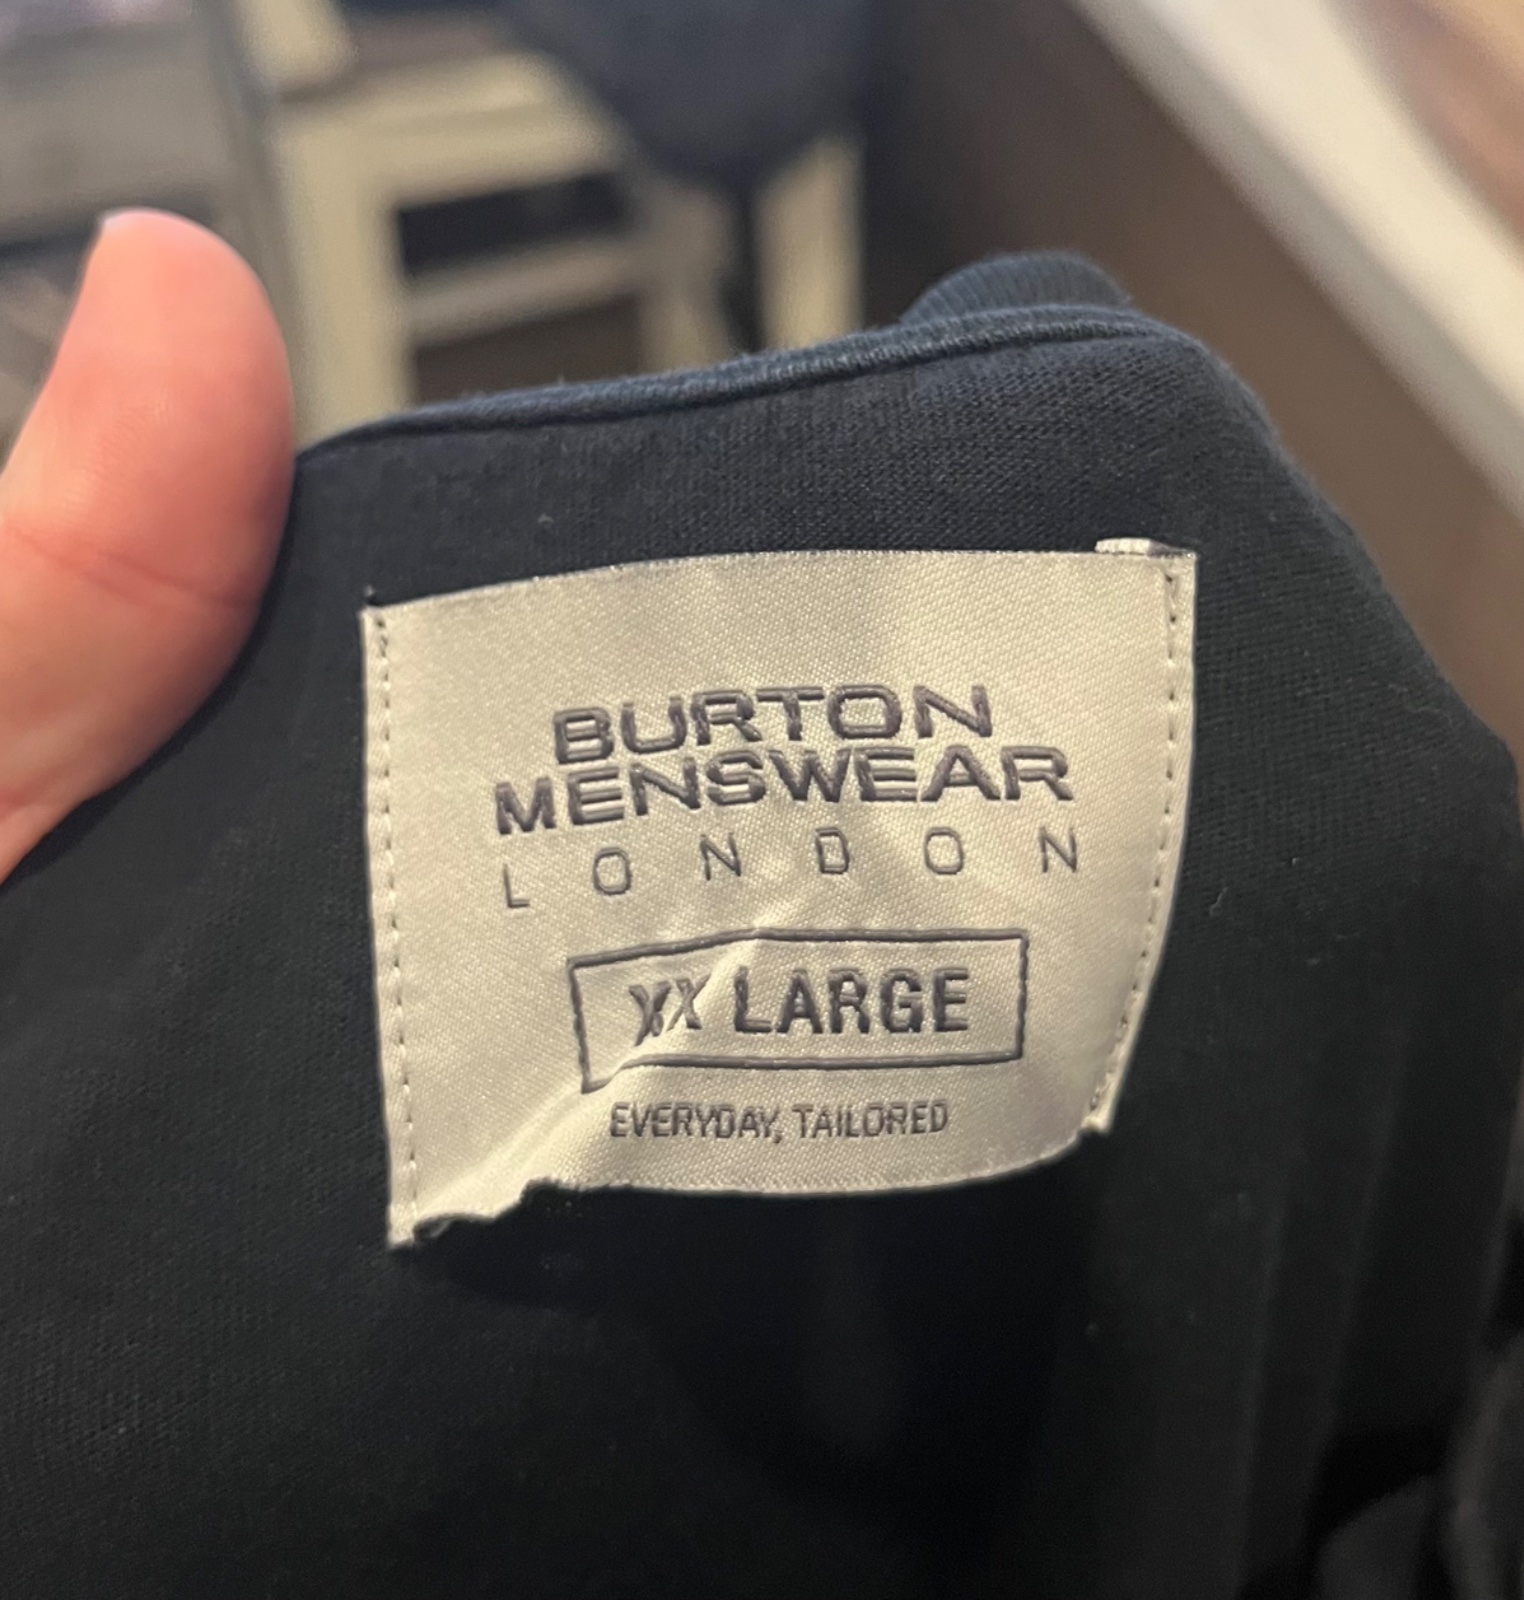 BURTON
MENSWEAR
LONDON
XX LARGE
EVERYDAY, TAILORED